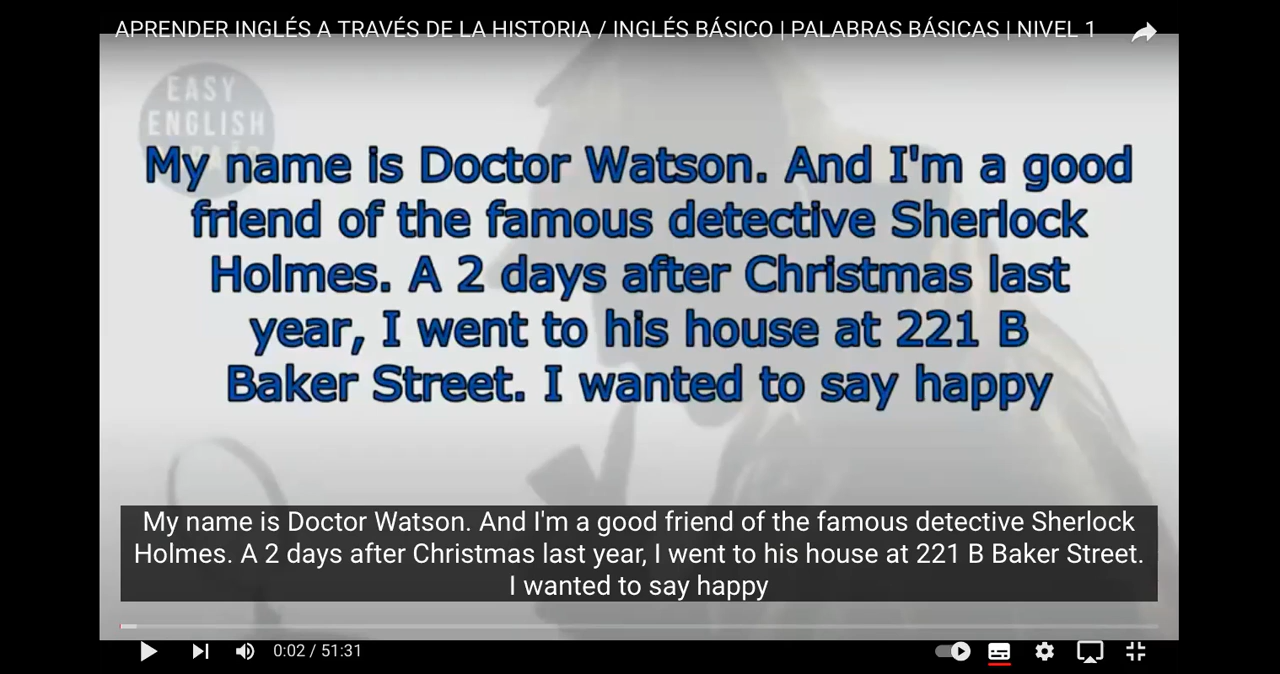 APRENDER INGLÉS A TRAVÉS DE LA HISTORIA / INGLÉS BÁSICO | PALABRAS BÁSICAS | NIVEL 1
EASY
ENGLISH
My name is Doctor Watson. And I'm a good
friend of the famous detective Sherlock
Holmes. A 2 days after Christmas last
year, I went to his house at 221 B
Baker Street. I wanted to say happy
My name is Doctor Watson. And I'm a good friend of the famous detective Sherlock
Holmes. A 2 days after Christmas last year, I went to his house at 221 B Baker Street.
I wanted to say happy
0:02 / 51:31